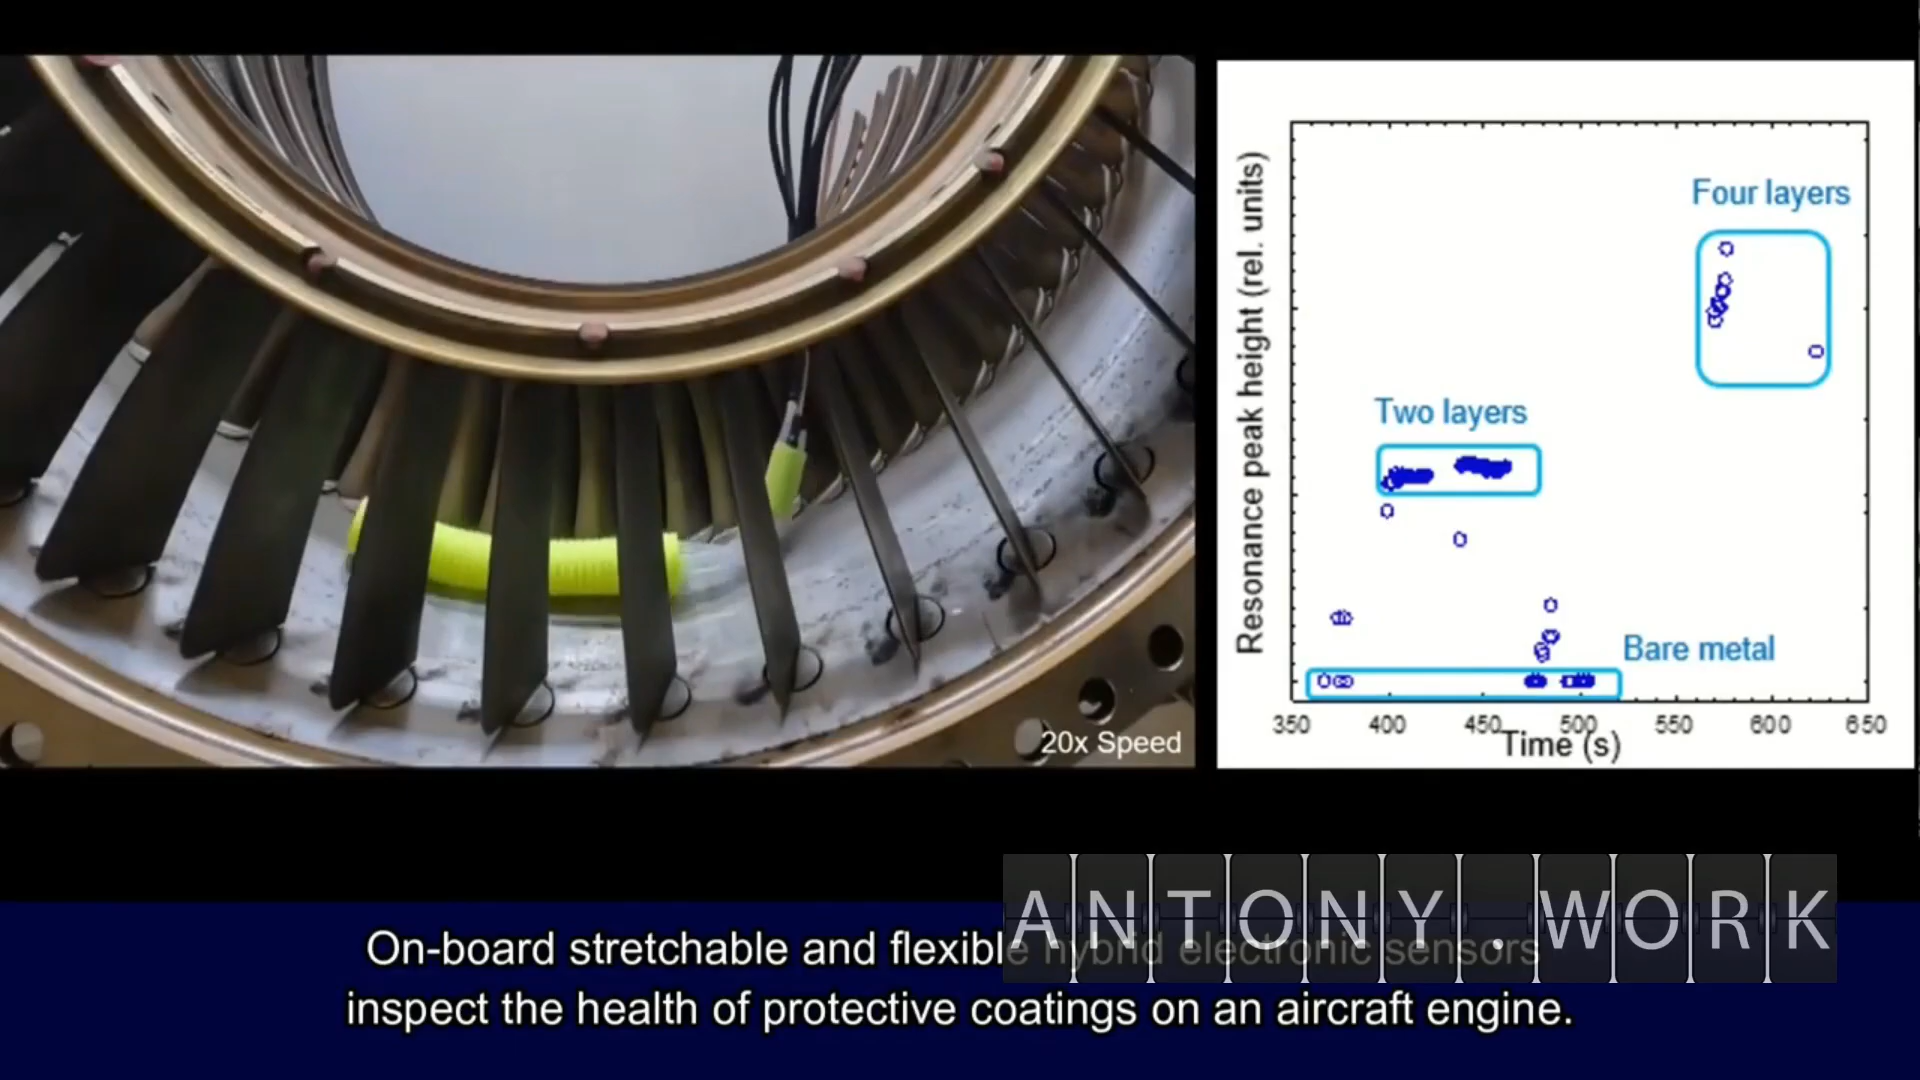 20x Speed
Resonance peak height (rel. units)
Four layers
Two layers
Bare metal
350 400 450 500 550 600 650
Time (s)
ANTONY.WORK
On-board stretchable and flexible hybrid electronic sensors
inspect the health of protective coatings on an aircraft engine.